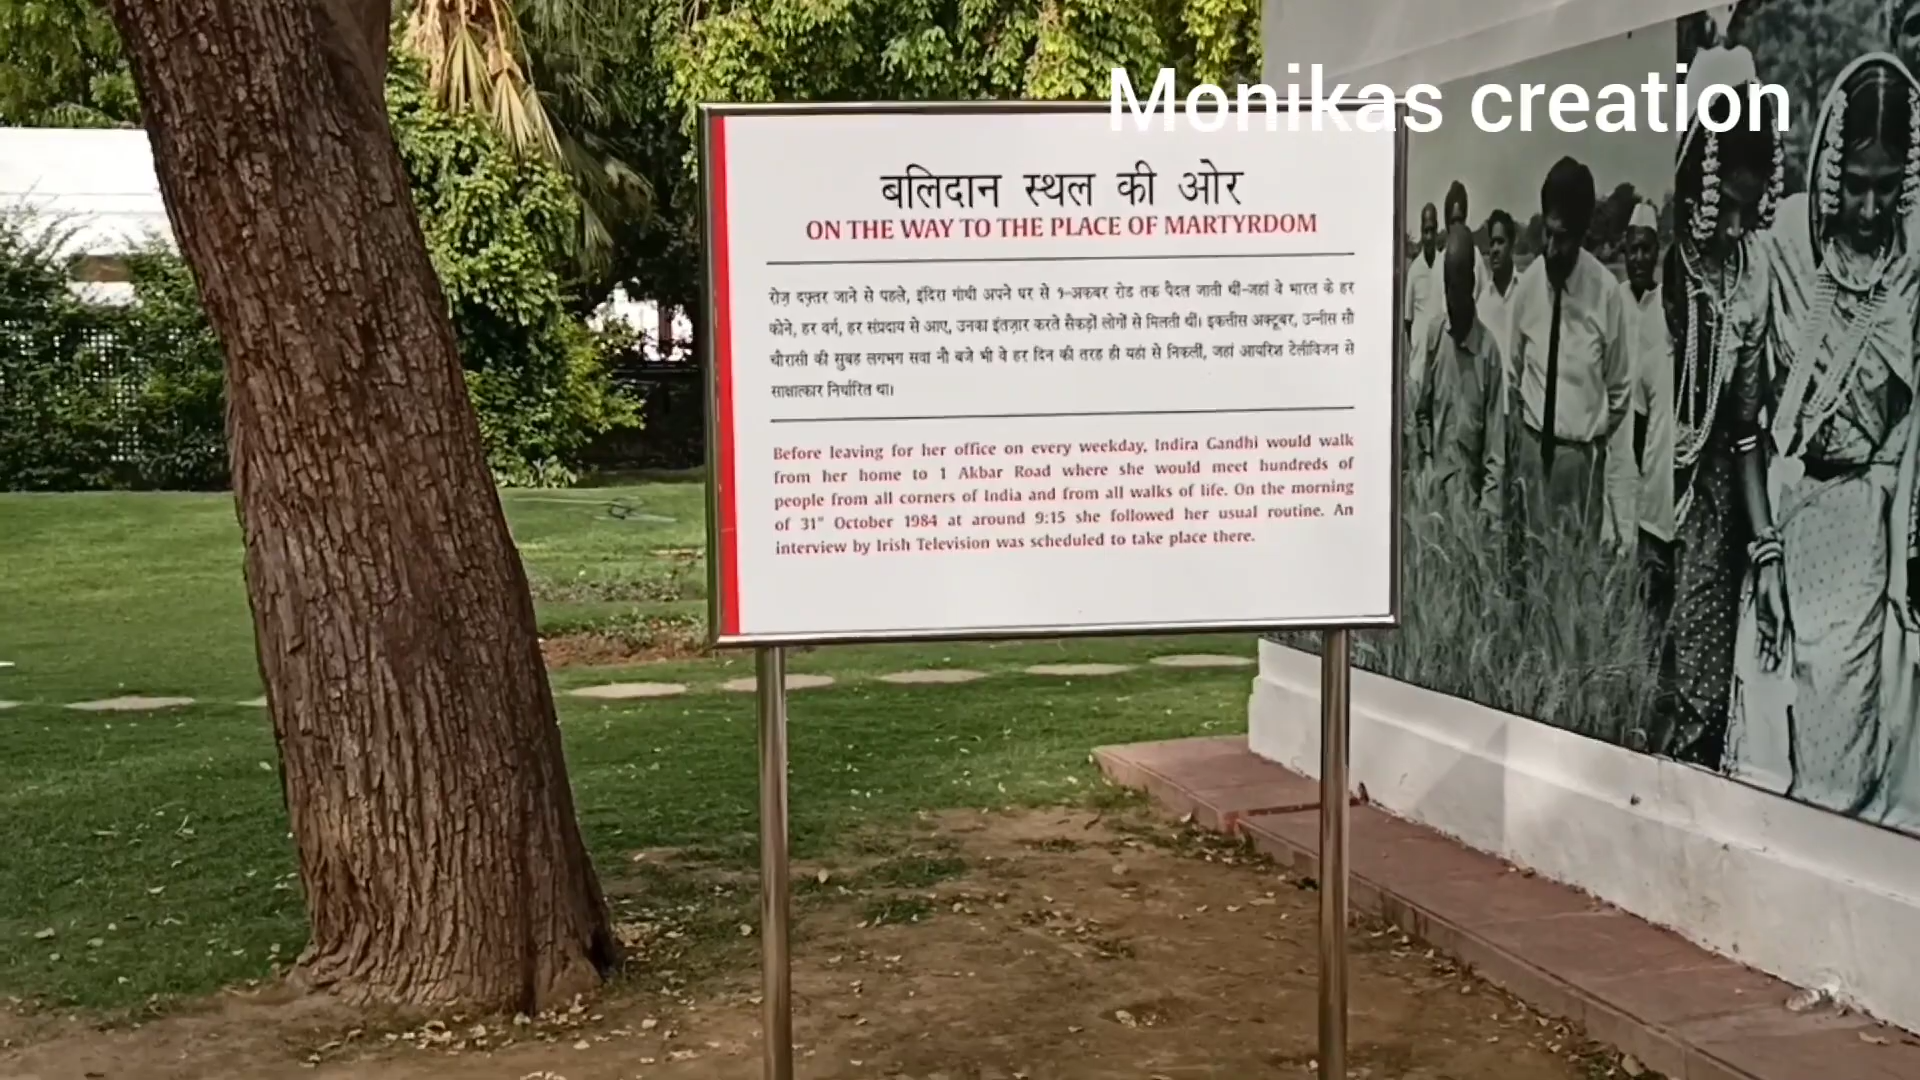 Monikas creation
बलिदान स्थल की ओर
ON THE WAY TO THE PLACE OF MARTYRDOM
रोज़ दफ़्तर जाने से पहले, इंदिरा गांधी अपने घर से १-अकबर रोड तक पैदल जाती थीं-जहां वे भारत के हर
कोने, हर वर्ग, हर संप्रदाय से आए, उनका इंतज़ार करते सैकड़ों लोगों से मिलती थीं। इकतीस अक्टूबर, उन्नीस सौ
चौरासी की सुबह लगभग सवा नौ बजे भी वे हर दिन की तरह ही यहां से निकलीं, जहां आयरिश टेलीविजन से
साक्षात्कार निर्धारित था।
Before leaving for her office on every weekday, Indira Gandhi would walk
from her home to 1 Akbar Road where she would meet hundreds of
people from all corners of India and from all walks of life. On the morning
of 31st October 1984 at around 9:15 she followed her usual routine. An
interview by Irish Television was scheduled to take place there.